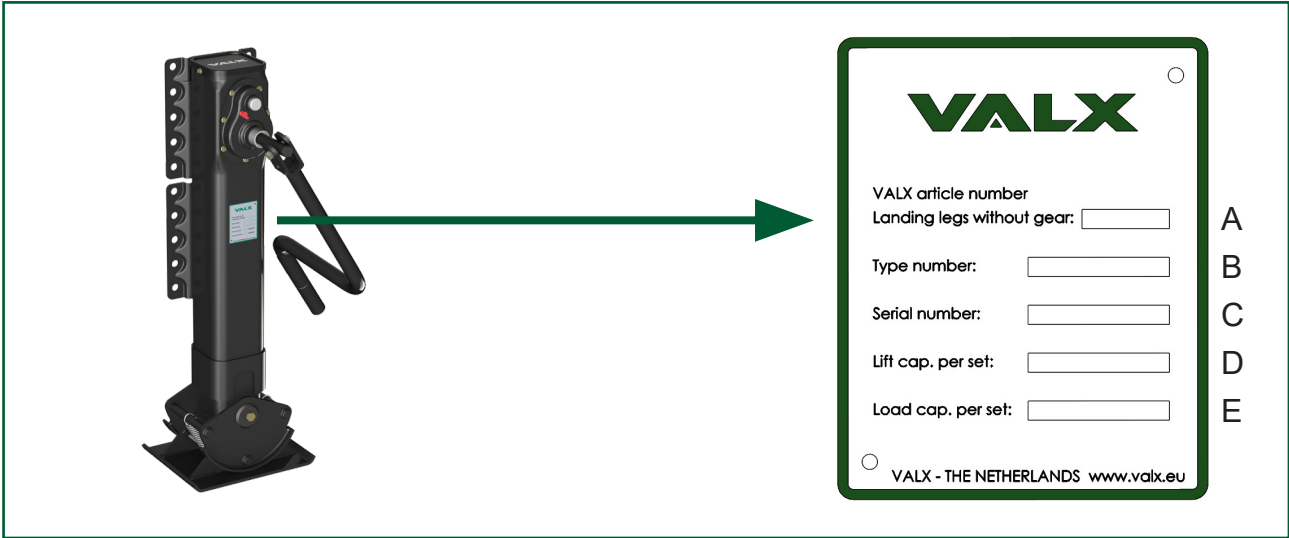 VALX
VALX
VALX
VALX article number
Landing legs without gear:
A
Type number:
B
Serial number:
C
Lift cap. per set:
D
Load cap. per set:
E
VALX - THE NETHERLANDS www.valx.eu